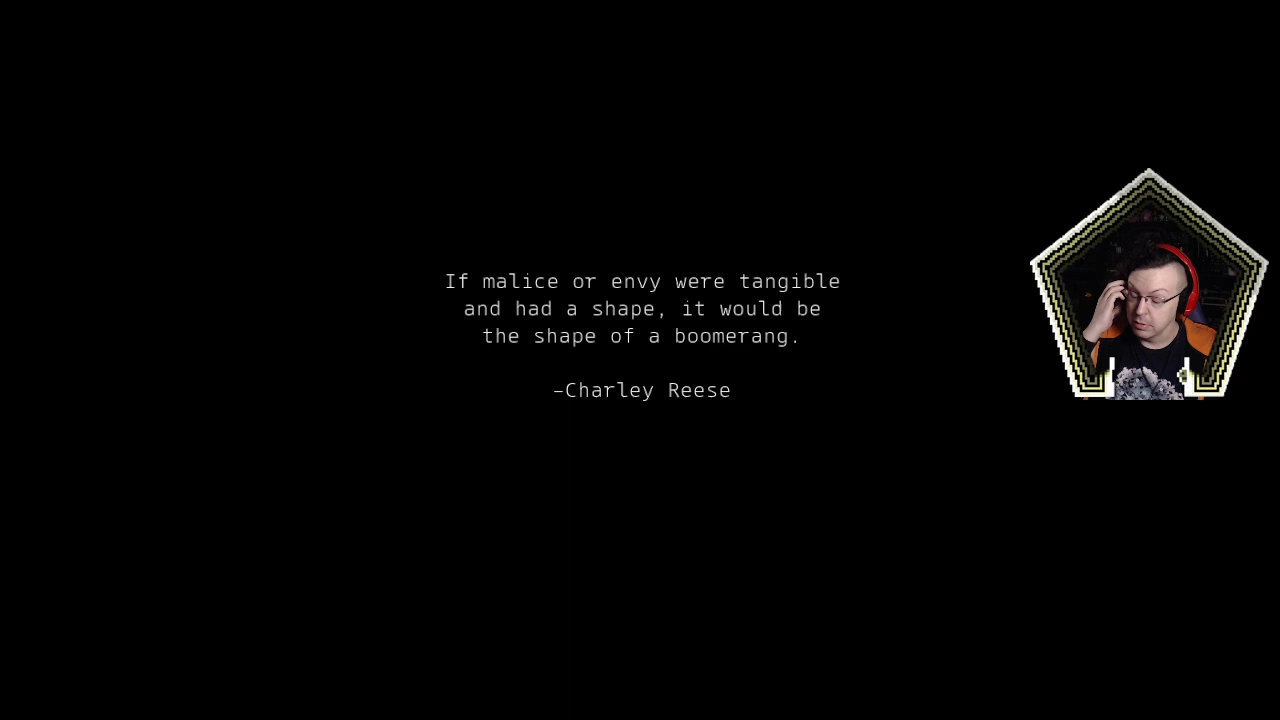 If malice or envy were tangible
and had a shape, it would be
the shape of a boomerang.
–Charley Reese